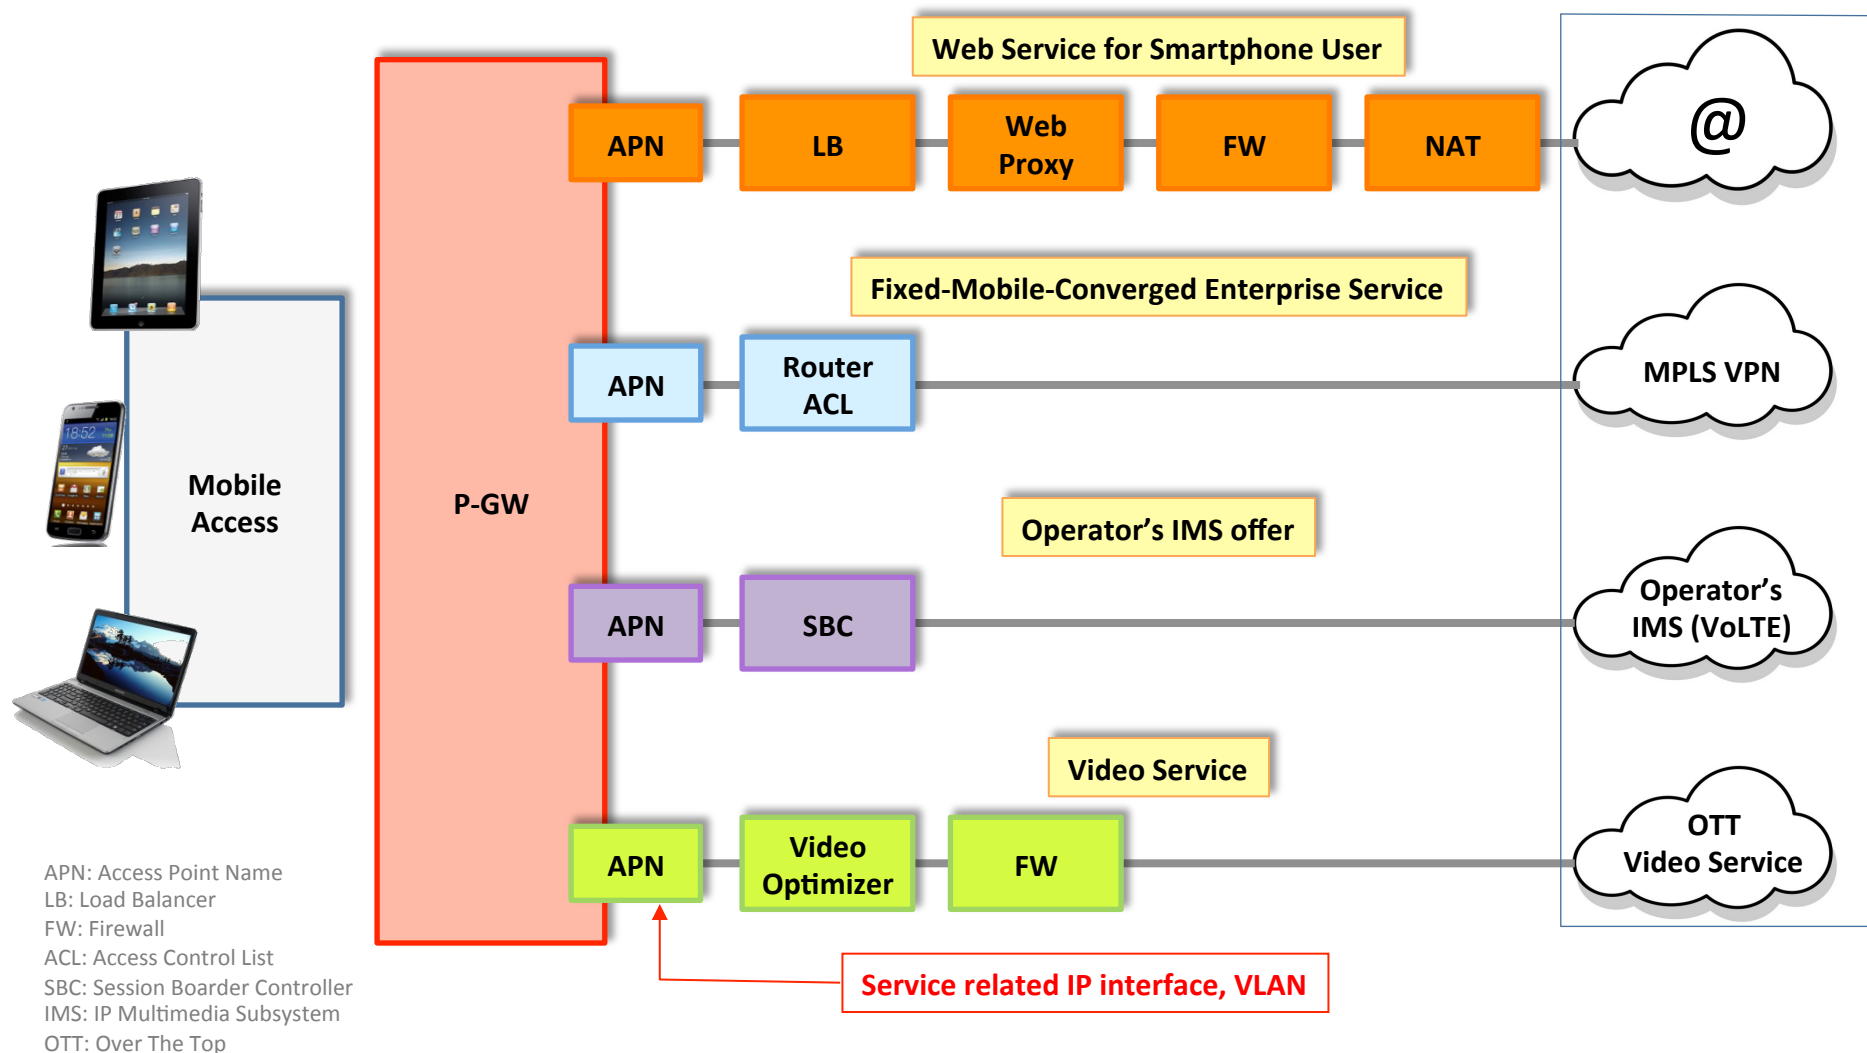 Web Service for Smartphone User
APN
LB
Web
Proxy
FW
NAT
@
Fixed-Mobile-Converged Enterprise Service
APN
Router
ACL
MPLS VPN
18:52
Mobile
Access
P-GW
Operator’s IMS offer
APN
SBC
Operator’s
IMS (VoLTE)
Video Service
APN
Video
Optimizer
FW
OTT
Video Service
Service related IP interface, VLAN
APN: Access Point Name
LB: Load Balancer
FW: Firewall
ACL: Access Control List
SBC: Session Boarder Controller
IMS: IP Multimedia Subsystem
OTT: Over The Top